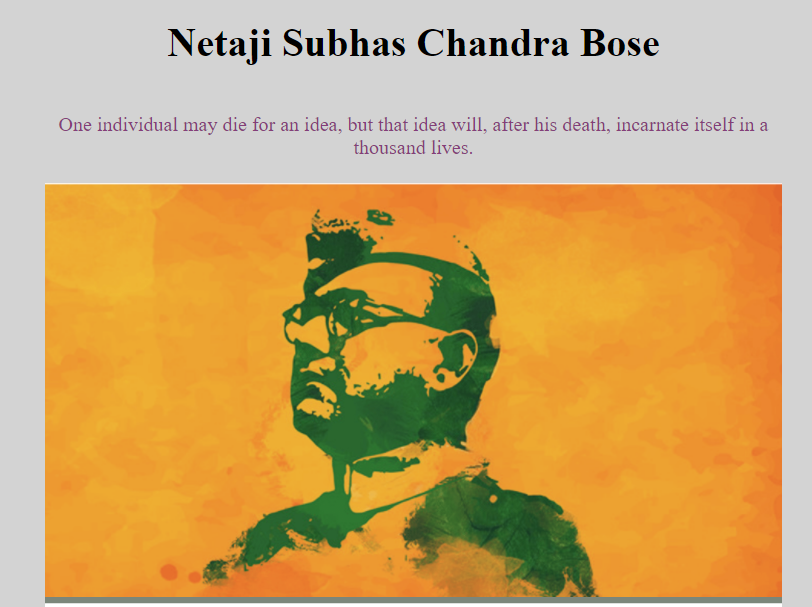 Netaji Subhas Chandra Bose
One individual may die for an idea, but that idea will, after his death, incarnate itself in a
thousand lives.